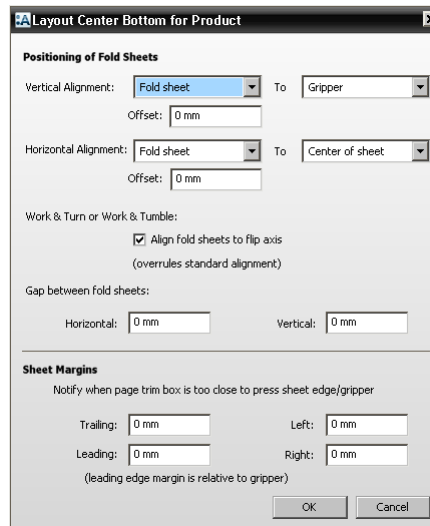 :A Layout Center Bottom for Product
Positioning of Fold Sheets
Vertical Alignment: Fold sheet To Gripper
Offset: 0 mm
Horizontal Alignment: Fold sheet To Center of sheet
Offset: 0 mm
Work & Turn or Work & Tumble:
Align fold sheets to flip axis
(overrules standard alignment)
Gap between fold sheets:
Horizontal: 0 mm Vertical: 0 mm
Sheet Margins
Notify when page trim box is too close to press sheet edge/gripper
Trailing: 0 mm Left: 0 mm
Leading: 0 mm Right: 0 mm
(leading edge margin is relative to gripper)
OK Cancel